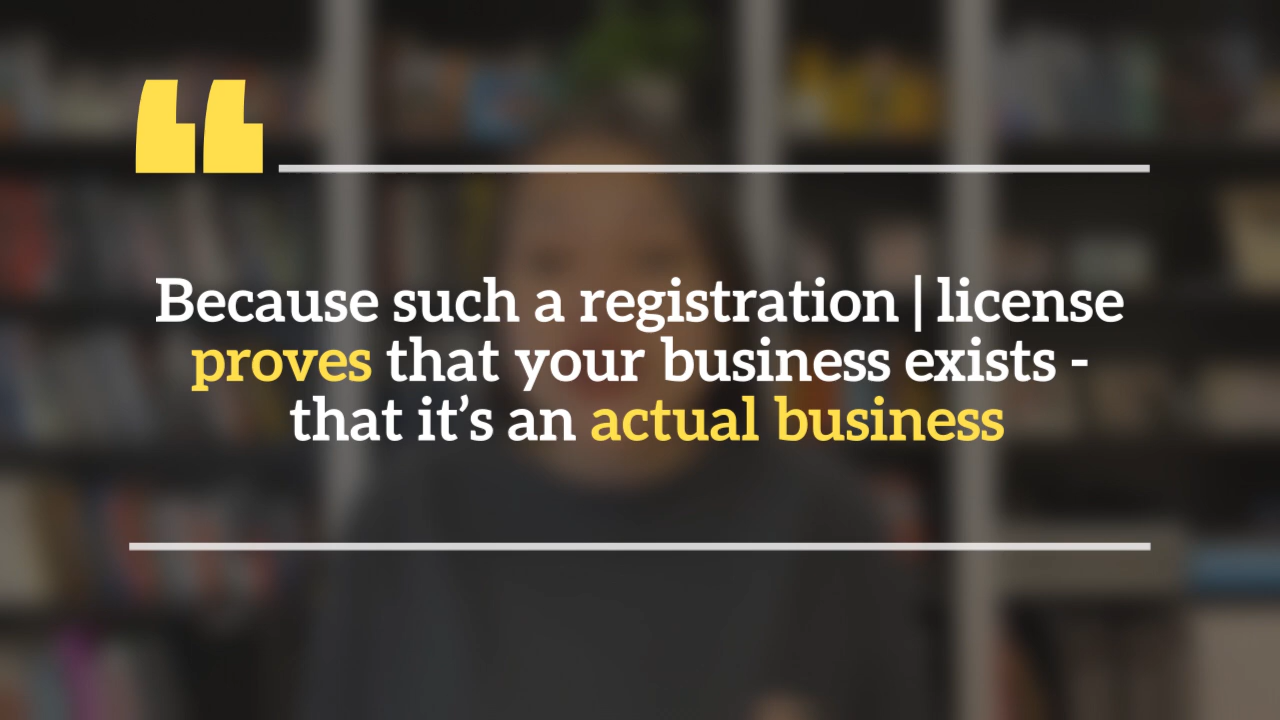 Because such a registration | license
proves that your business exists -
that it’s an actual business